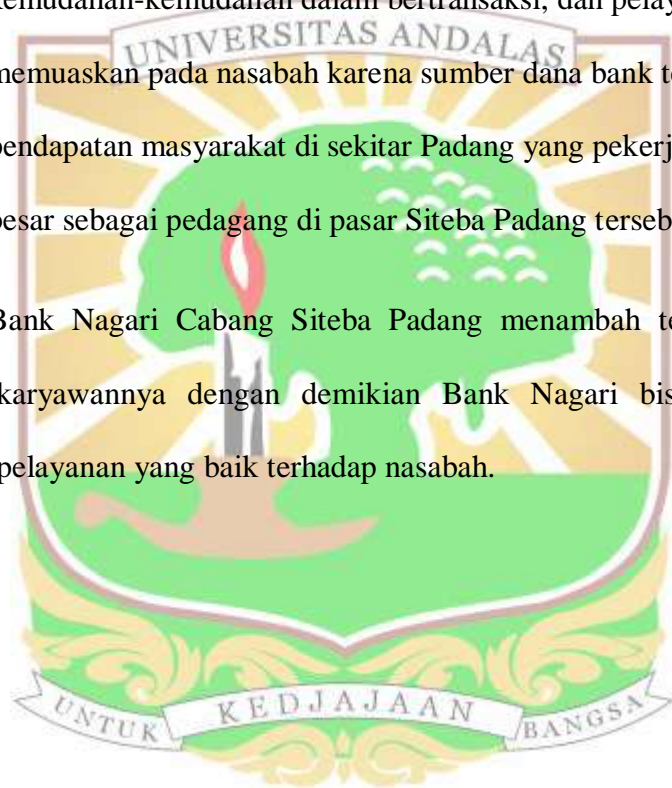 kemudahan-kemudahan dalam bertransaksi, dan pelay
UNIVERSITAS ANDALAS
memuaskan pada nasabah karena sumber dana bank t
pendapatan masyarakat di sekitar Padang yang pekerj
besar sebagai pedagang di pasar Siteba Padang terseb
Bank Nagari Cabang Siteba Padang menambah te
karyawannya dengan demikian Bank Nagari bis
pelayanan yang baik terhadap nasabah.
UNTUK KEDJAJAAN BANGSA